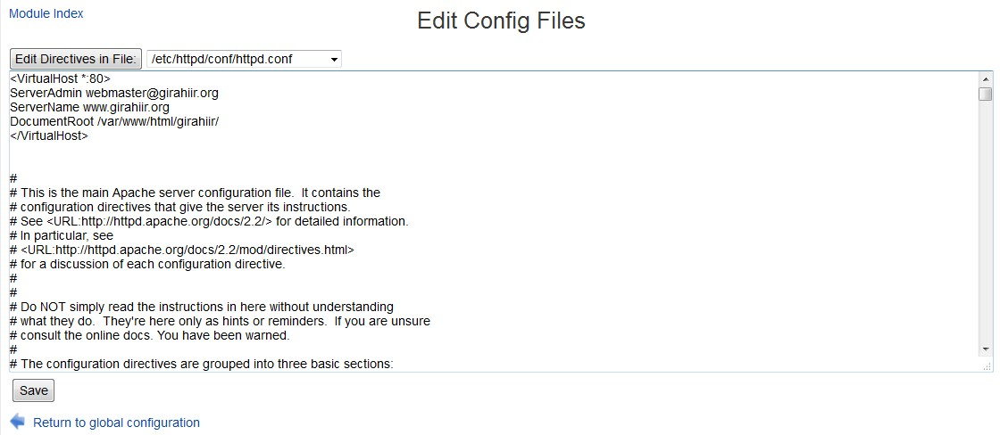 Module Index
Edit Config Files
Edit Directives in File: /etc/httpd/conf/httpd.conf
<VirtualHost *:80>
ServerAdmin webmaster@girahiir.org
ServerName www.girahiir.org
DocumentRoot /var/www/html/girahiir/
</VirtualHost>
#
# This is the main Apache server configuration file.  It contains the
# configuration directives that give the server its instructions.
# See <URL:http://httpd.apache.org/docs/2.2/> for detailed information.
# In particular, see
# <URL:http://httpd.apache.org/docs/2.2/mod/directives.html>
# for a discussion of each configuration directive.
#
#
# Do NOT simply read the instructions in here without understanding
# what they do.  They're here only as hints or reminders.  If you are unsure
# consult the online docs. You have been warned.
#
# The configuration directives are grouped into three basic sections:
Save
Return to global configuration